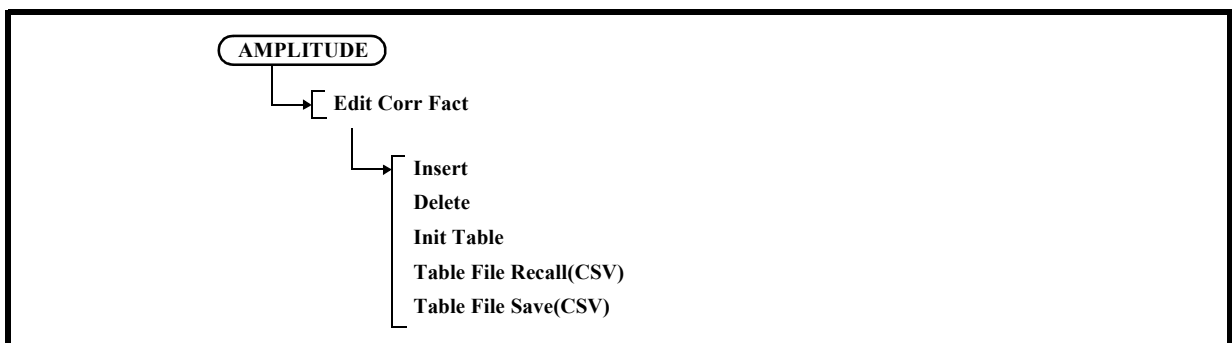 AMPLITUDE
Edit Corr Fact
Insert
Delete
Init Table
Table File Recall(CSV)
Table File Save(CSV)